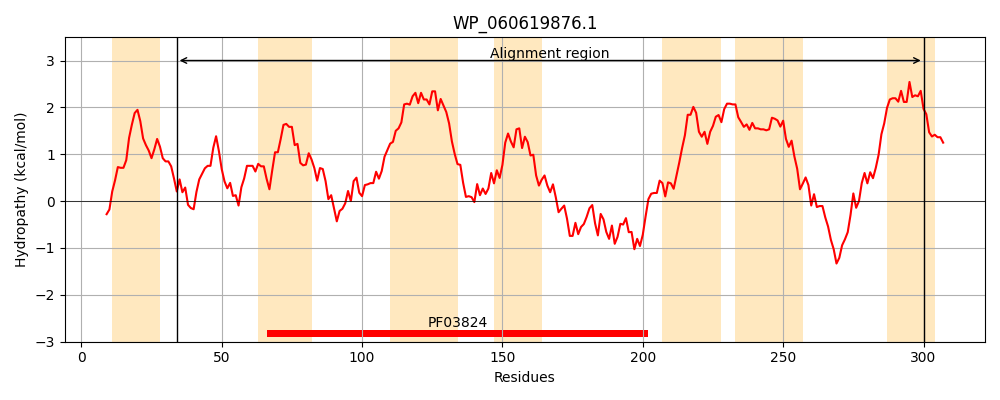 WP_060619876.1
Alignment region
Hydropathy (kcal/mol)
3
2
1
0
−1
−2
−3
PF03824
0 50 100 150 200 250 300
Residues